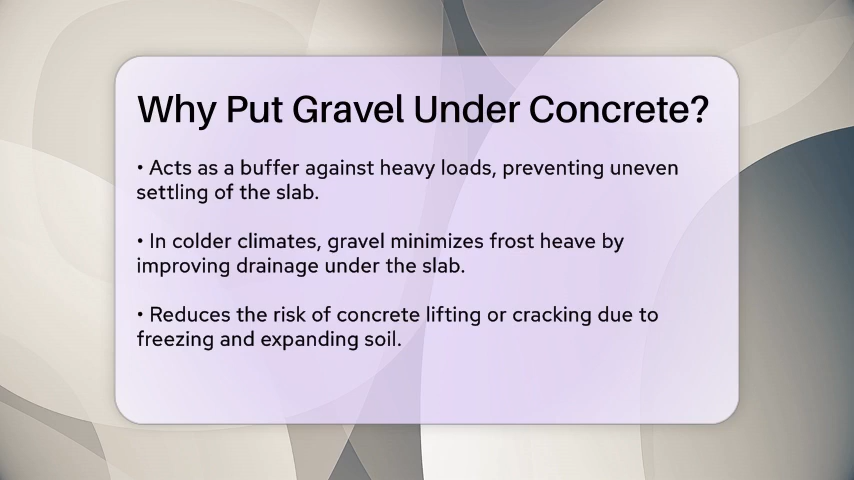 Why Put Gravel Under Concrete?
• Acts as a buffer against heavy loads, preventing uneven
settling of the slab.
• In colder climates, gravel minimizes frost heave by
improving drainage under the slab.
• Reduces the risk of concrete lifting or cracking due to
freezing and expanding soil.